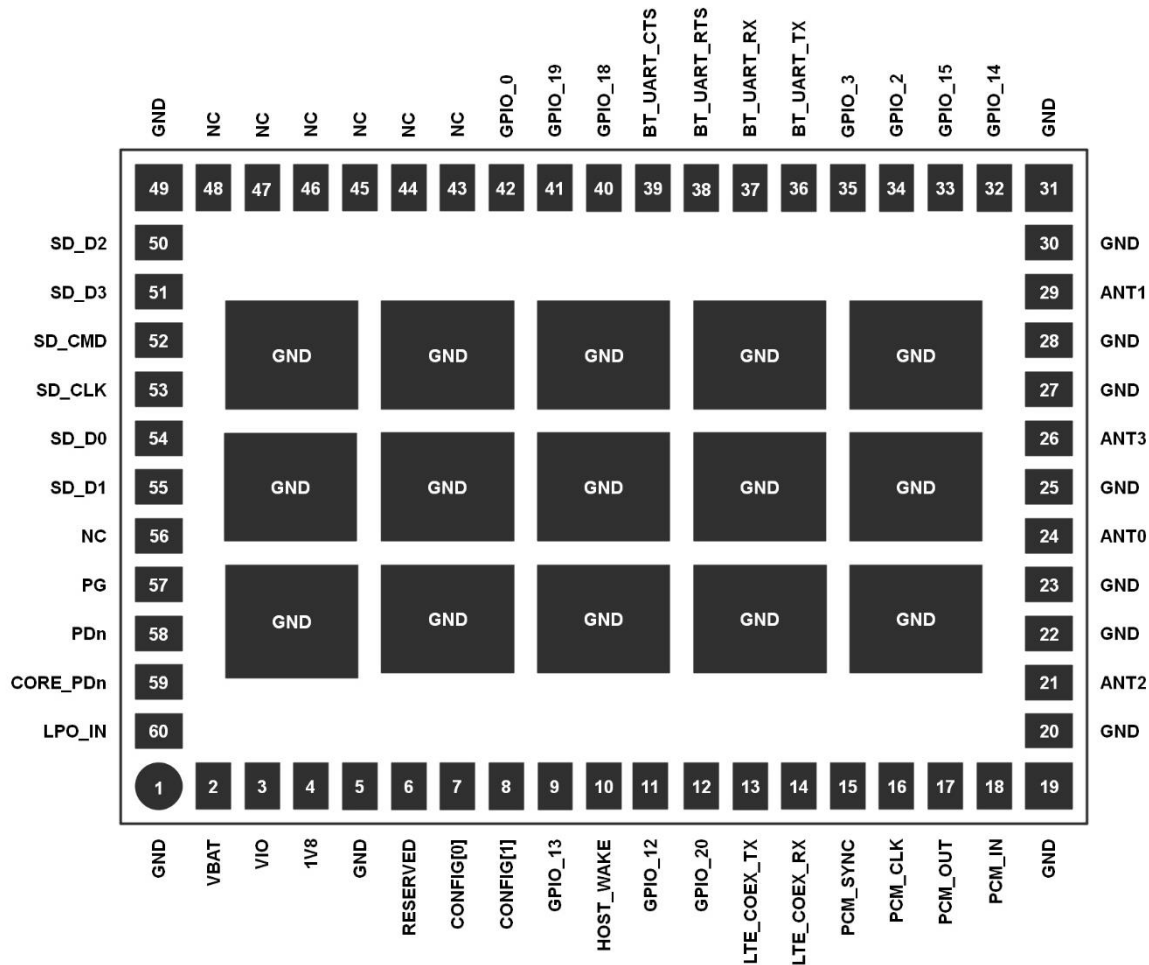 GND NC NC NC NC NC NC GPIO_0 GPIO_19 GPIO_18 BT_UART_CTS BT_UART_RTS BT_UART_RX BT_UART_TX GPIO_3 GPIO_2 GPIO_15 GPIO_14 GND
49 48 47 46 45 44 43 42 41 40 39 38 37 36 35 34 33 32 31
SD_D2 50 30 GND
SD_D3 51 29 ANT1
SD_CMD 52 28 GND
GND GND GND GND GND
SD_CLK 53 27 GND
SD_D0 54 26 ANT3
SD_D1 55 GND GND GND GND GND 25 GND
NC 56 24 ANT0
PG 57 23 GND
GND GND GND GND GND
PDn 58 22 GND
CORE_PDn 59 21 ANT2
LPO_IN 60 20 GND
1 2 3 4 5 6 7 8 9 10 11 12 13 14 15 16 17 18 19
GND VBAT VIO 1V8 GND RESERVED CONFIG[0] CONFIG[1] GPIO_13 HOST_WAKE GPIO_12 GPIO_20 LTE_COEX_TX LTE_COEX_RX PCM_SYNC PCM_CLK PCM_OUT PCM_IN GND